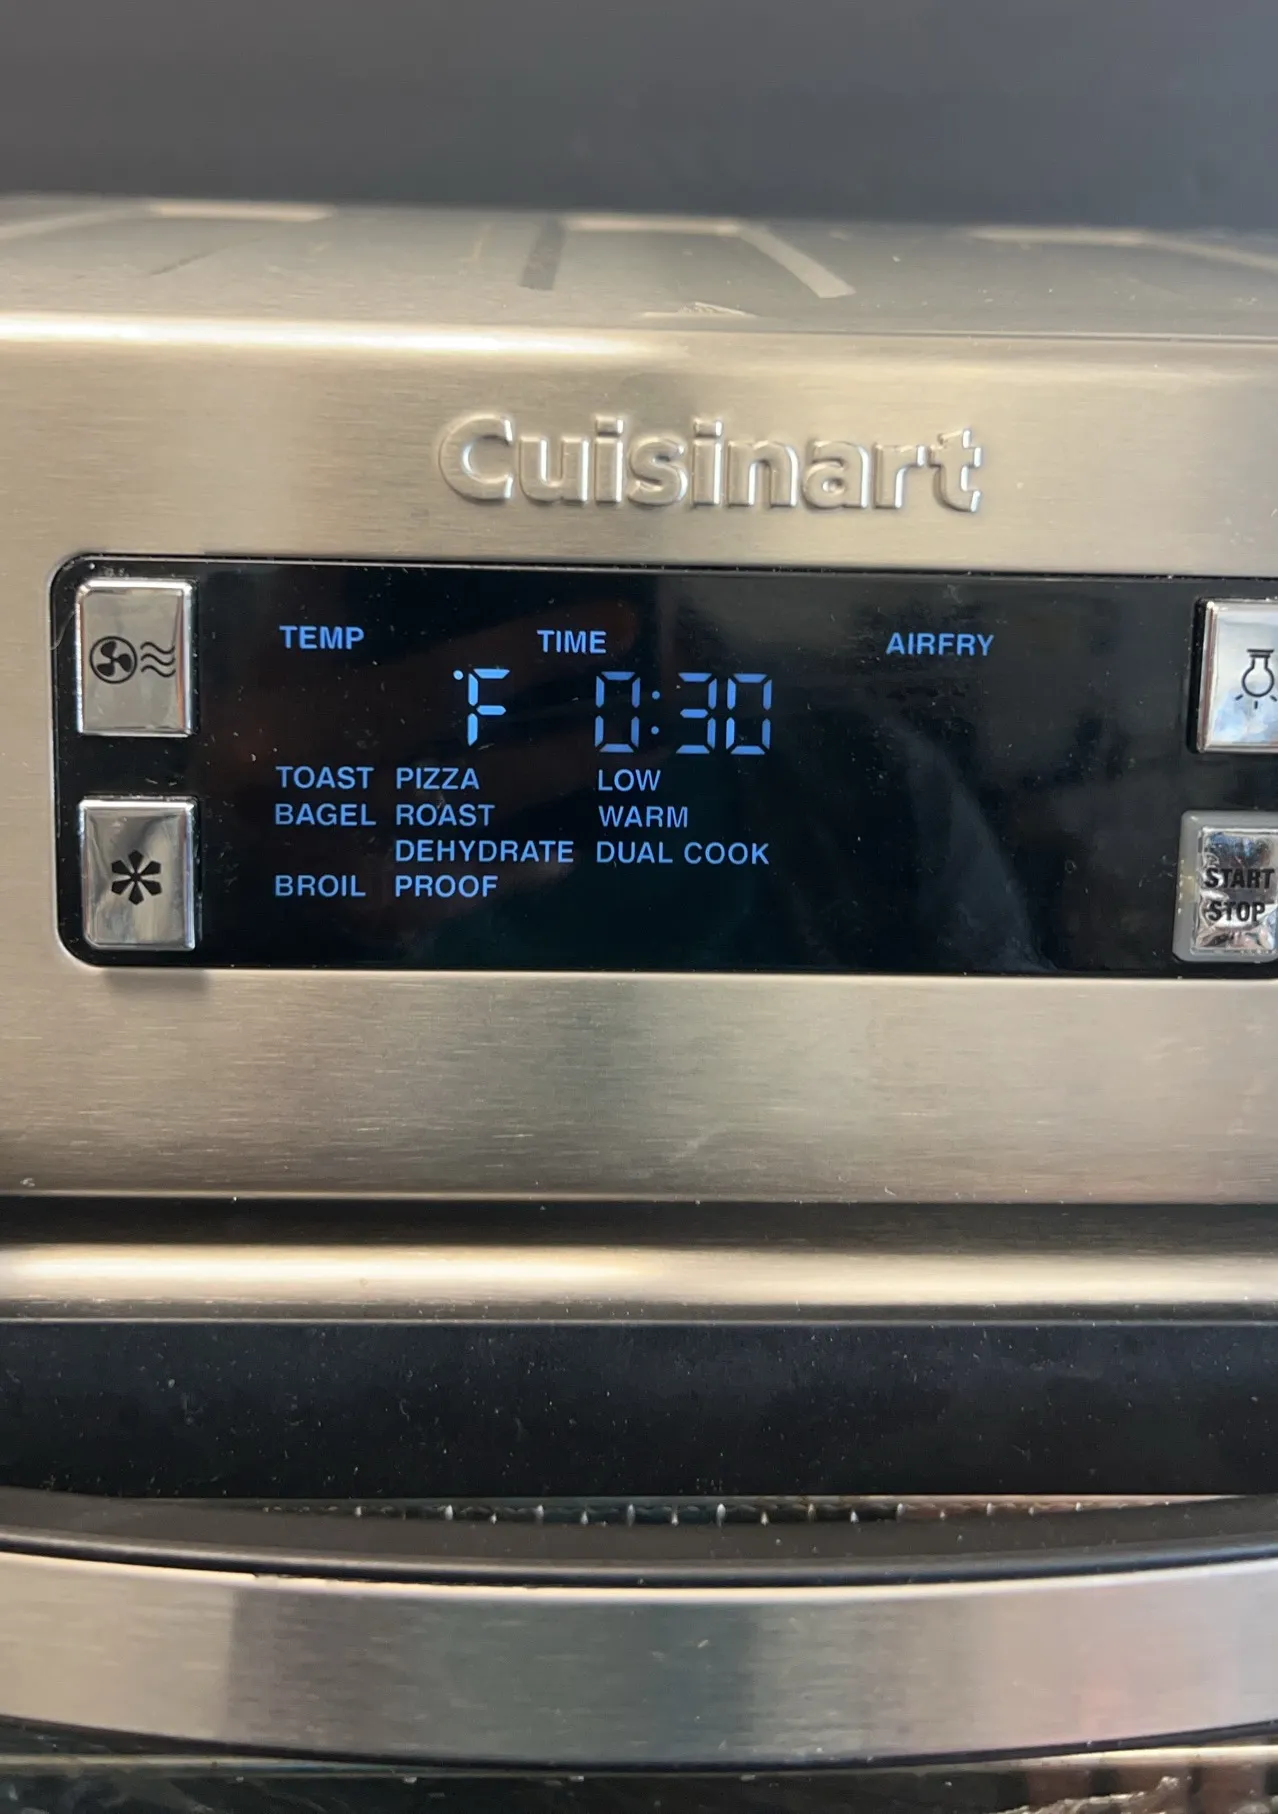 Cuisinart
TEMP TIME AIRFRY
°F 0:30
TOAST PIZZA LOW
BAGEL ROAST WARM
DEHYDRATE DUAL COOK
BROIL PROOF
START
STOP